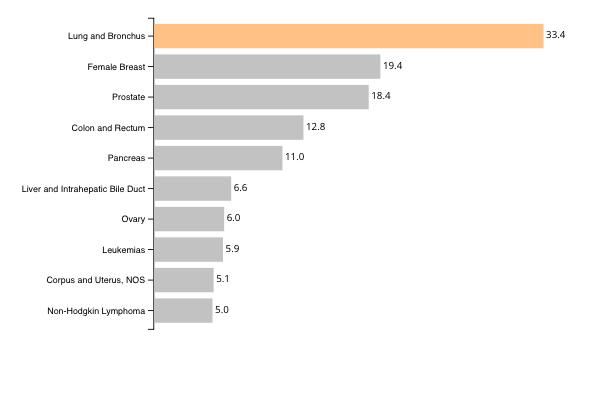 Lung and Bronchus 33.4
Female Breast 19.4
Prostate 18.4
Colon and Rectum 12.8
Pancreas 11.0
Liver and Intrahepatic Bile Duct 6.6
Ovary 6.0
Leukemias 5.9
Corpus and Uterus, NOS 5.1
Non-Hodgkin Lymphoma 5.0